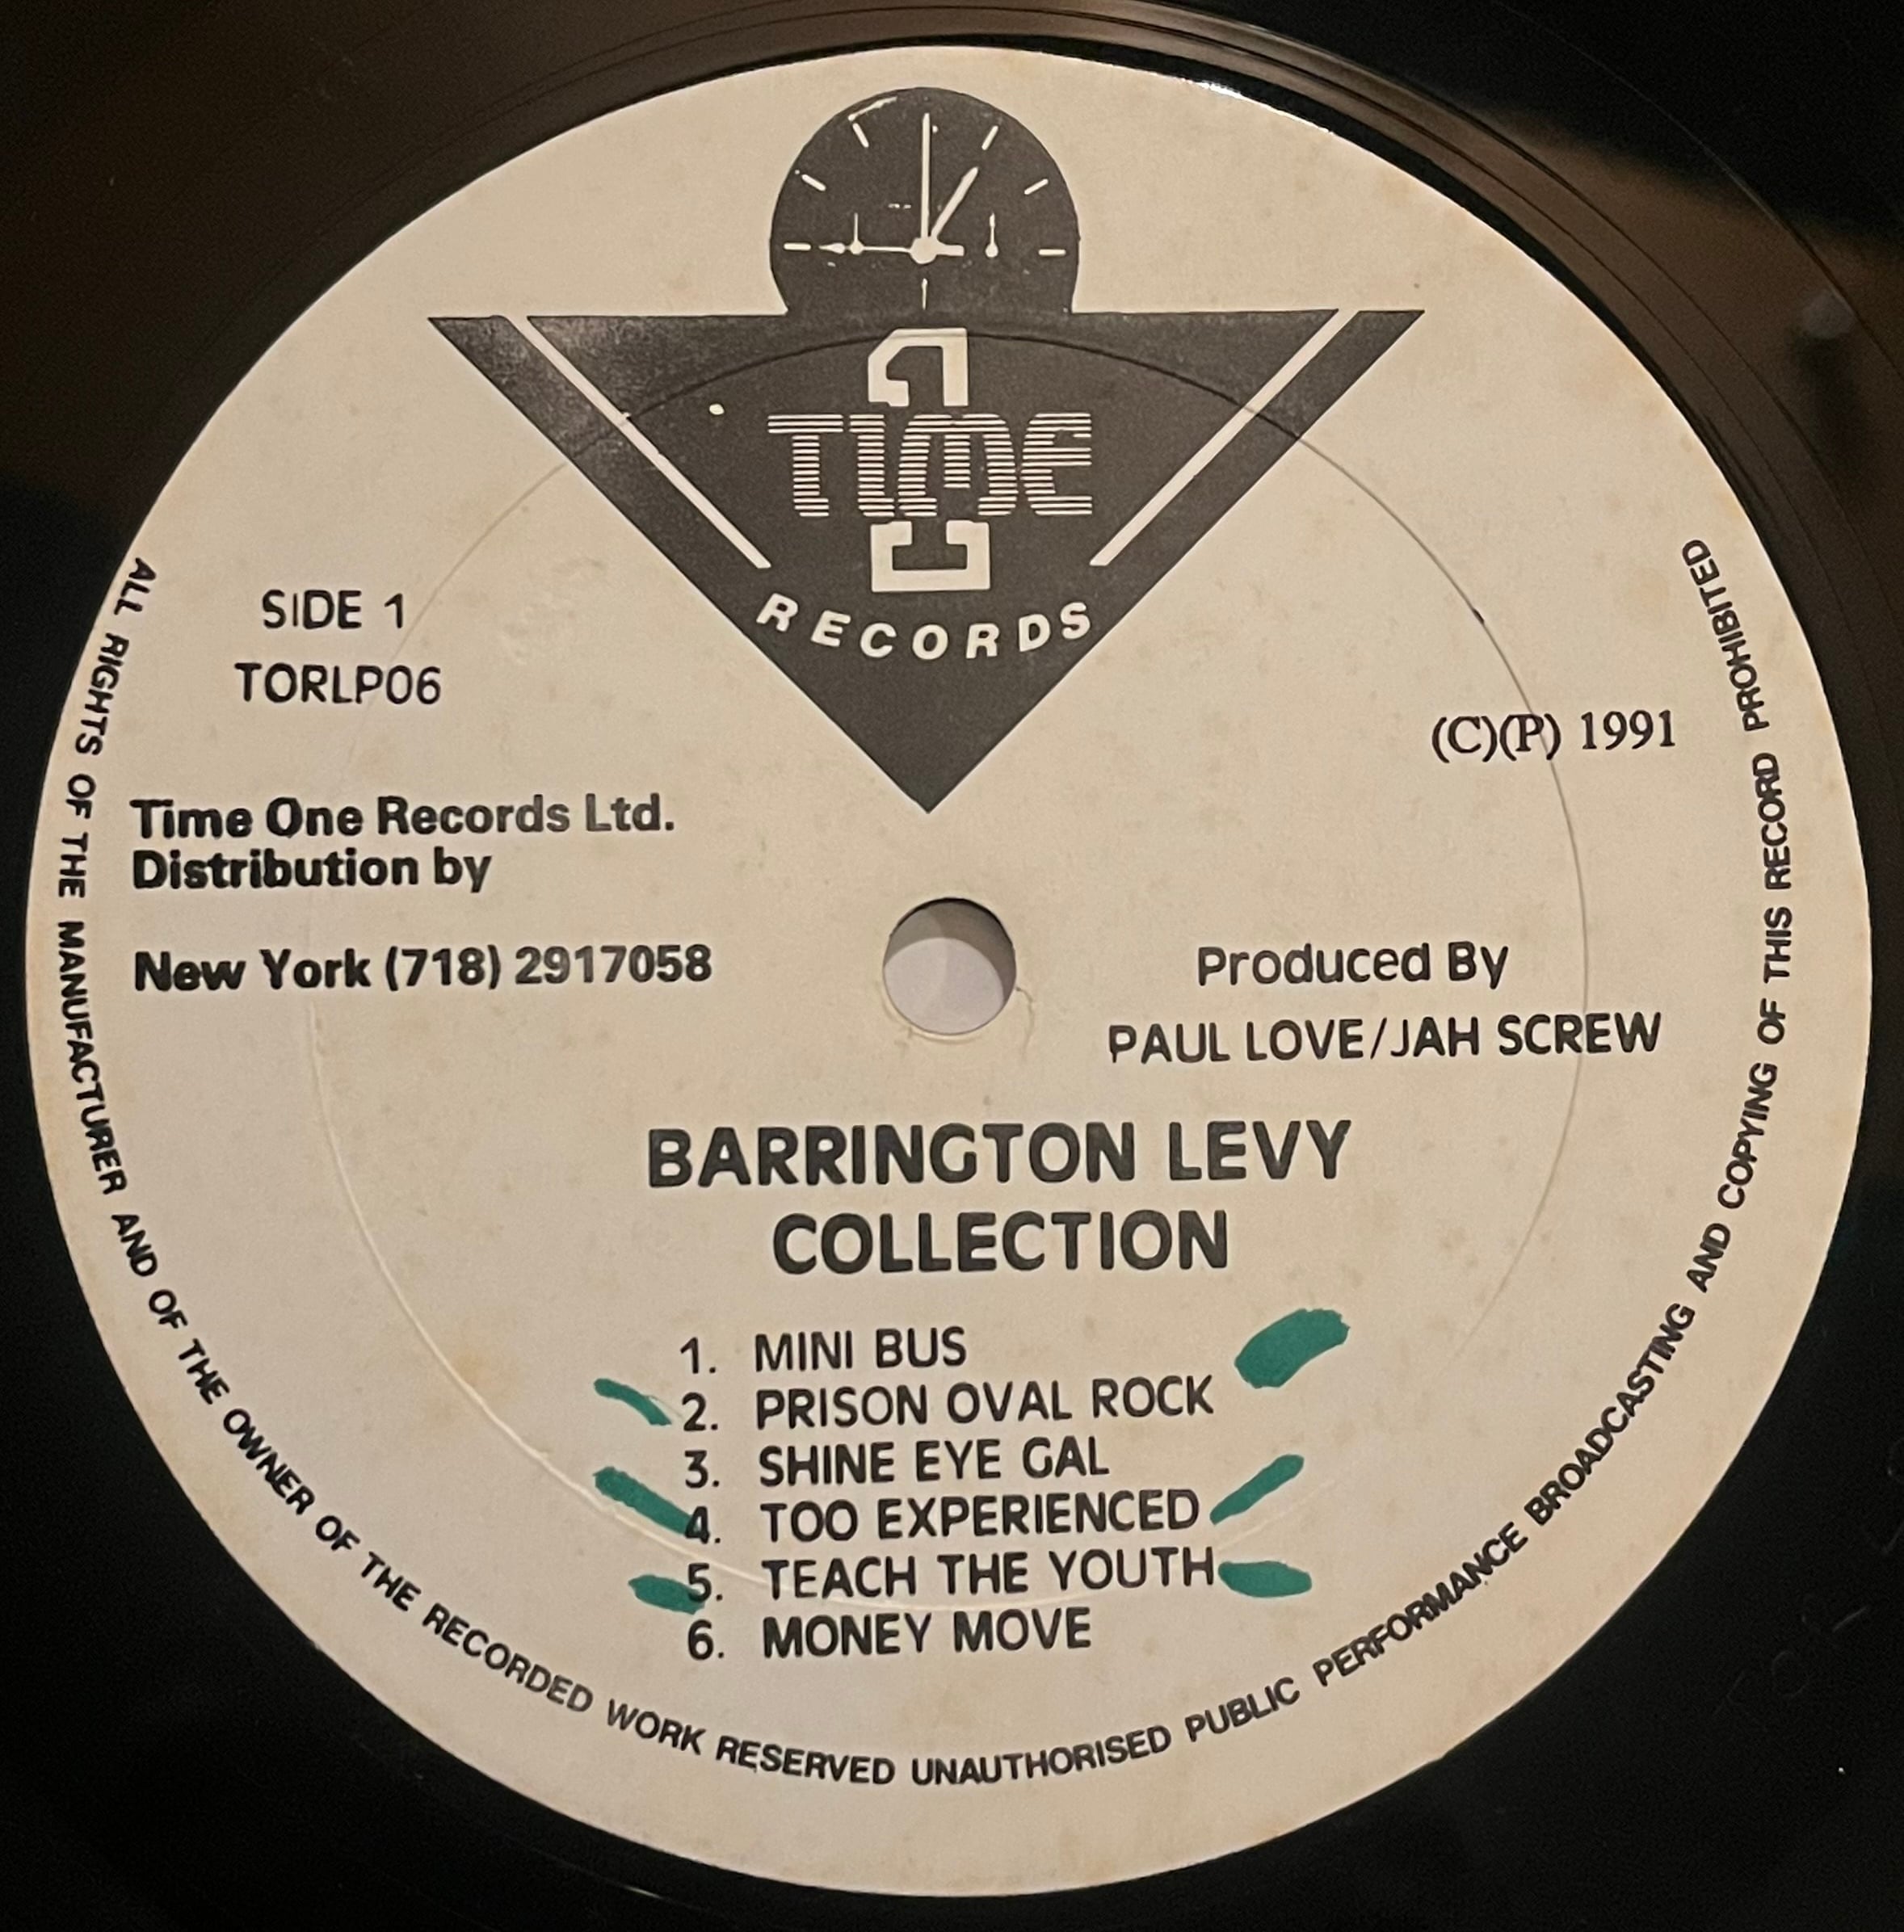 1
TIME
RECORDS
SIDE 1
TORLP06
(C)(P) 1991
Time One Records Ltd.
Distribution by
New York (718) 2917058
Produced By
PAUL LOVE/JAH SCREW
BARRINGTON LEVY
COLLECTION
1. MINI BUS
2. PRISON OVAL ROCK
3. SHINE EYE GAL
4. TOO EXPERIENCED
5. TEACH THE YOUTH
6. MONEY MOVE
ALL RIGHTS OF THE MANUFACTURER AND OF THE OWNER OF THE RECORDED WORK RESERVED UNAUTHORISED PUBLIC PERFORMANCE BROADCASTING AND COPYING OF THIS RECORD PROHIBITED